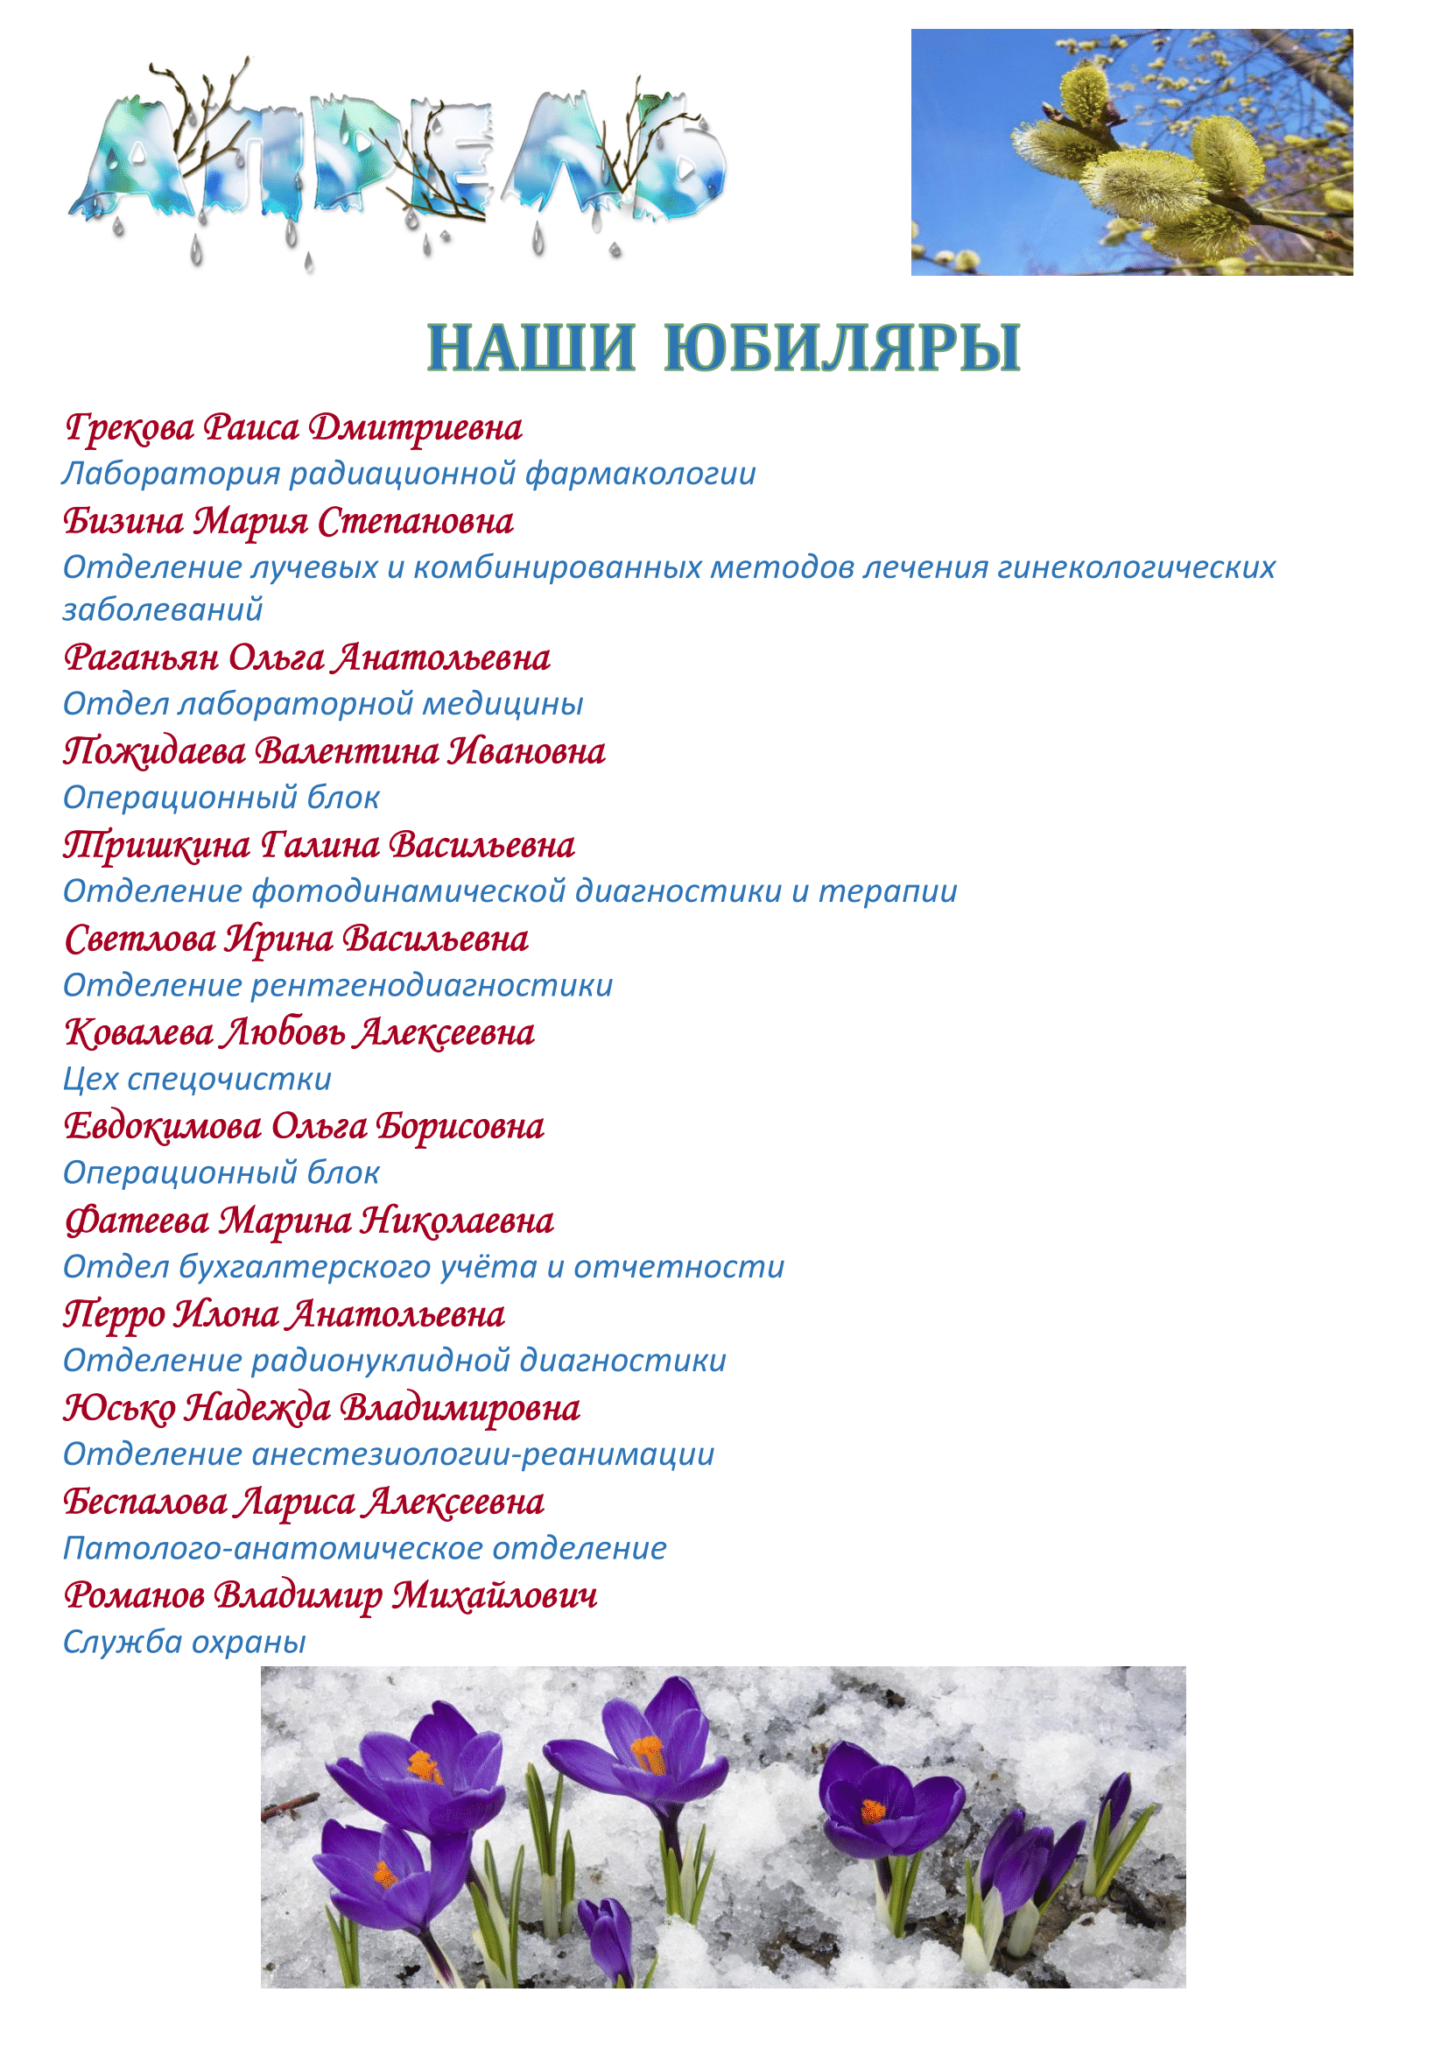 АПРЕЛЬ
НАШИ ЮБИЛЯРЫ
Грекова Раиса Дмитриевна
Лаборатория радиационной фармакологии
Бизина Мария Степановна
Отделение лучевых и комбинированных методов лечения гинекологических
заболеваний
Раганьян Ольга Анатольевна
Отдел лабораторной медицины
Пожидаева Валентина Ивановна
Операционный блок
Тришкина Галина Васильевна
Отделение фотодинамической диагностики и терапии
Светлова Ирина Васильевна
Отделение рентгенодиагностики
Ковалева Любовь Алексеевна
Цех спецочистки
Евдокимова Ольга Борисовна
Операционный блок
Фатеева Марина Николаевна
Отдел бухгалтерского учёта и отчетности
Перро Илона Анатольевна
Отделение радионуклидной диагностики
Юсько Надежда Владимировна
Отделение анестезиологии-реанимации
Беспалова Лариса Алексеевна
Патолого-анатомическое отделение
Романов Владимир Михайлович
Служба охраны